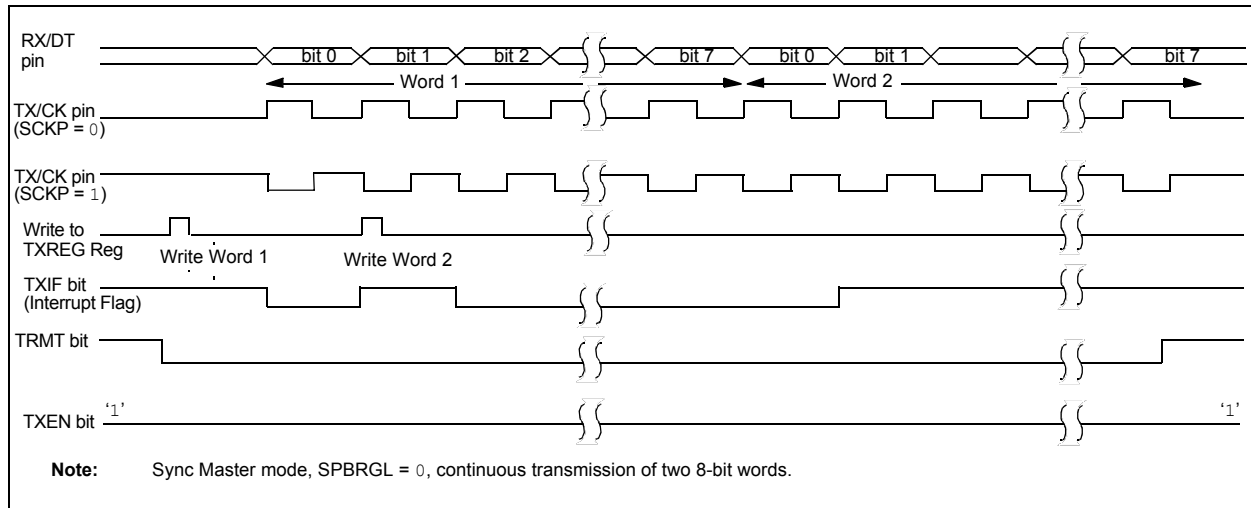 RX/DT
pin
bit 0 bit 1 bit 2 bit 7 bit 0 bit 1 bit 7
Word 1 Word 2
TX/CK pin
(SCKP = 0)
TX/CK pin
(SCKP = 1)
Write to
TXREG Reg
Write Word 1 Write Word 2
TXIF bit
(Interrupt Flag)
TRMT bit
‘1’ ‘1’
TXEN bit
Note: Sync Master mode, SPBRGL = 0, continuous transmission of two 8-bit words.